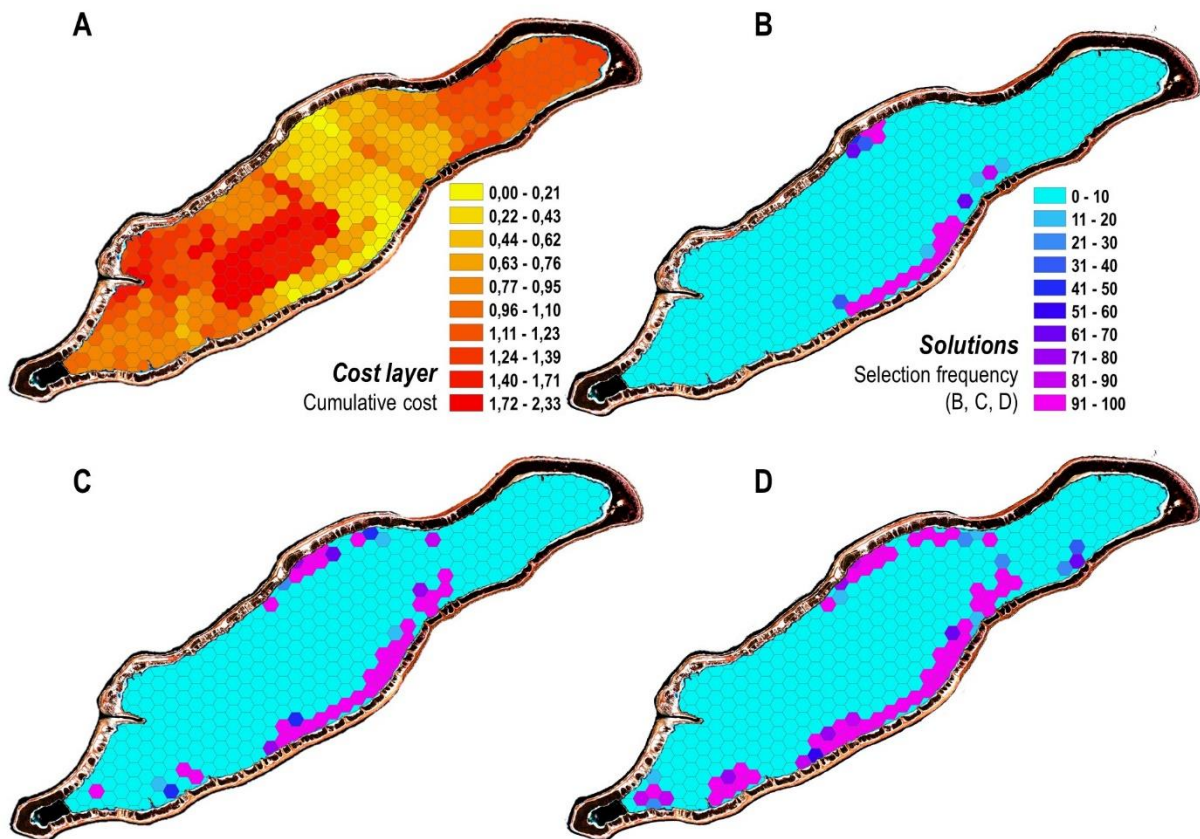 A
B
0,00 - 0,21
0,22 - 0,43
0,44 - 0,62
0,63 - 0,76
0,77 - 0,95
0,96 - 1,10
1,11 - 1,23
1,24 - 1,39
1,40 - 1,71
1,72 - 2,33
Cost layer
Cumulative cost
0 - 10
11 - 20
21 - 30
31 - 40
41 - 50
51 - 60
61 - 70
71 - 80
81 - 90
91 - 100
Solutions
Selection frequency
(B, C, D)
C
D